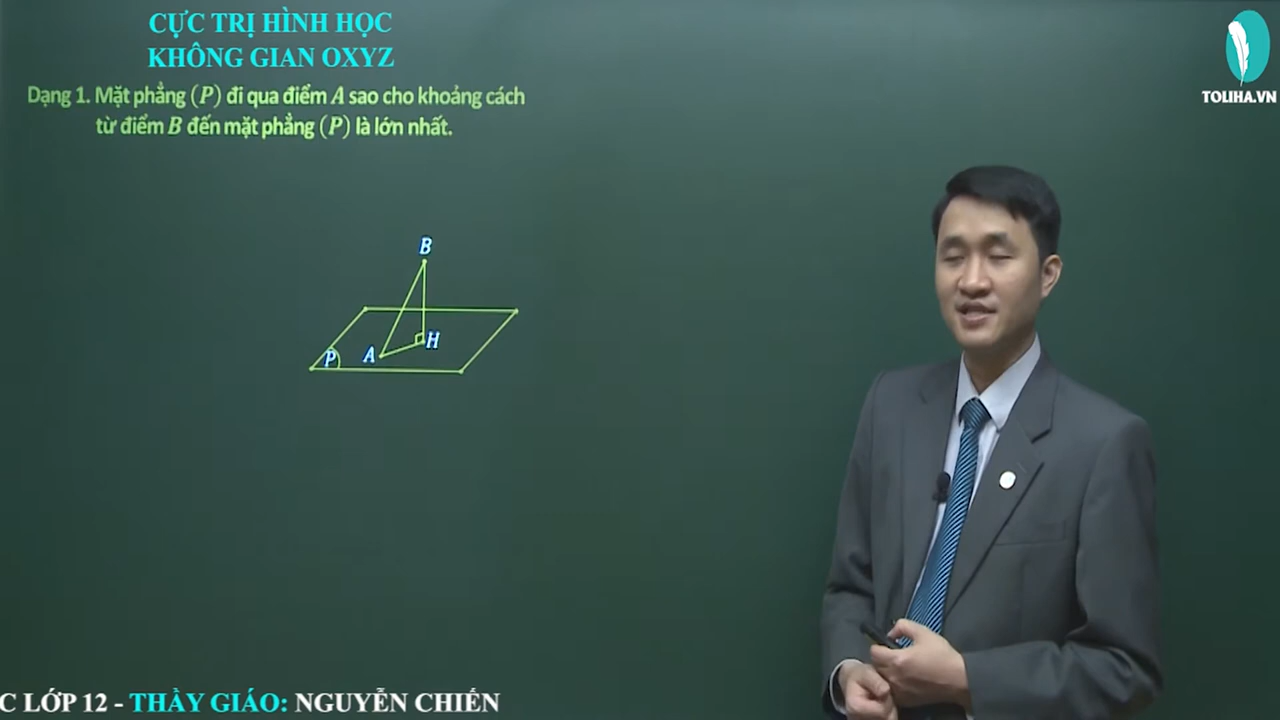 CỰC TRỊ HÌNH HỌC
KHÔNG GIAN OXYZ
Dạng 1. Mặt phẳng (P) đi qua điểm A sao cho khoảng cách
từ điểm B đến mặt phẳng (P) là lớn nhất.
TOLIHA.VN
B
H
A
P
C LỚP 12 - THẦY GIÁO: NGUYỄN CHIẾN